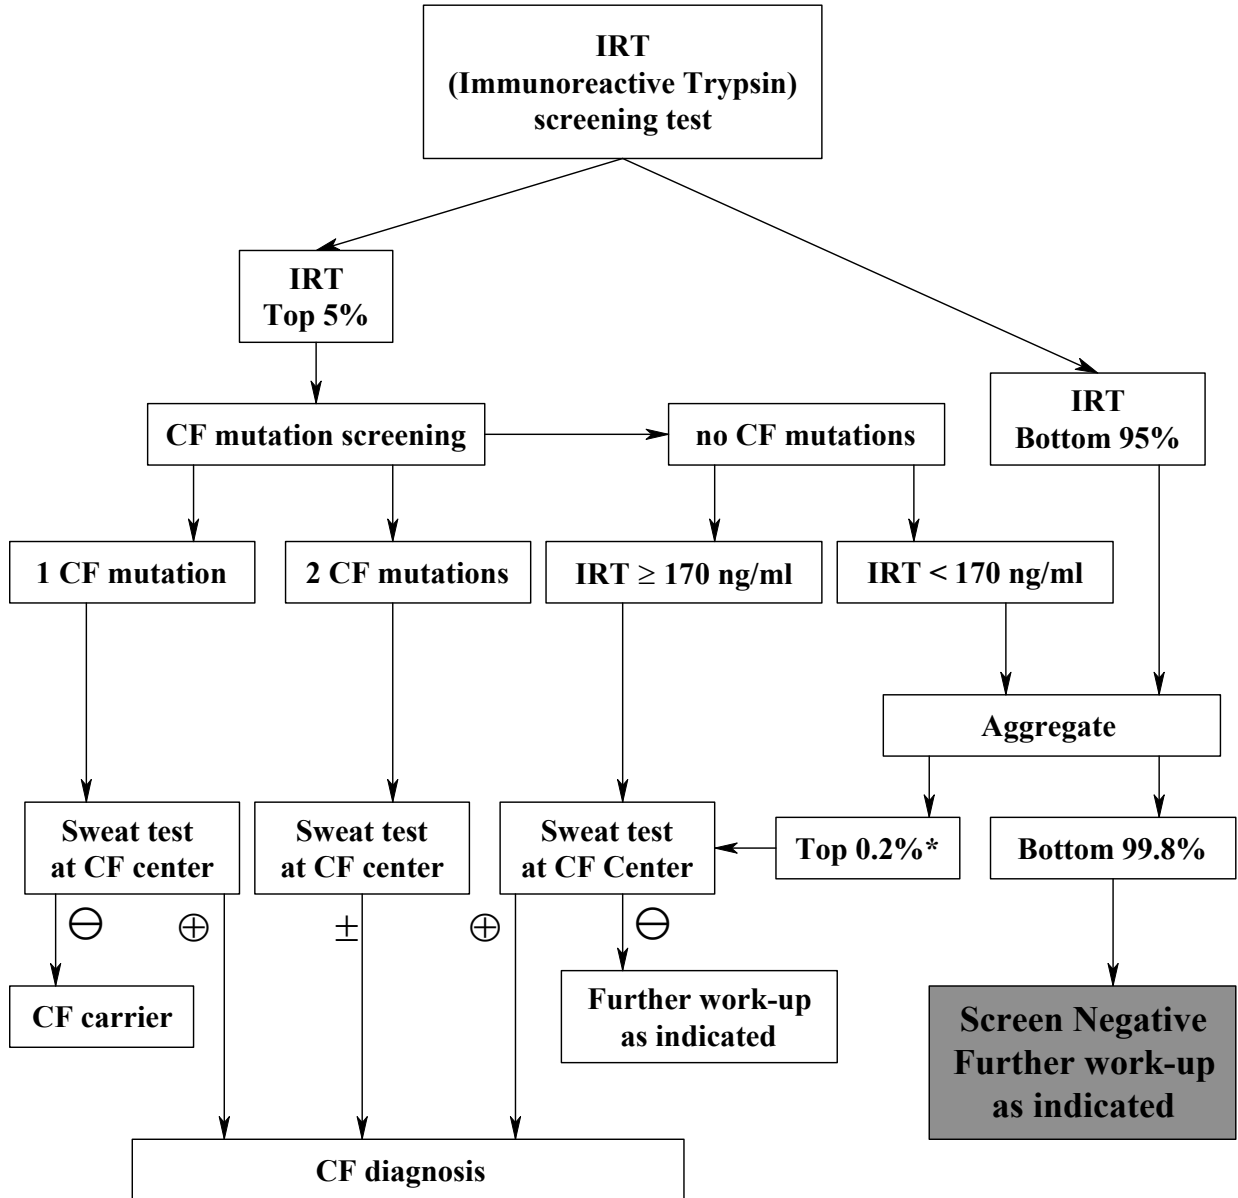 IRT
(Immunoreactive Trypsin)
screening test
IRT
Top 5%
IRT
Bottom 95%
CF mutation screening
no CF mutations
1 CF mutation
2 CF mutations
IRT ≥ 170 ng/ml
IRT < 170 ng/ml
Aggregate
Sweat test
at CF center
Sweat test
at CF center
Sweat test
at CF Center
Top 0.2%*
Bottom 99.8%
⊖
⊕
±
⊕
⊖
CF carrier
Further work-up
as indicated
Screen Negative
Further work-up
as indicated
CF diagnosis